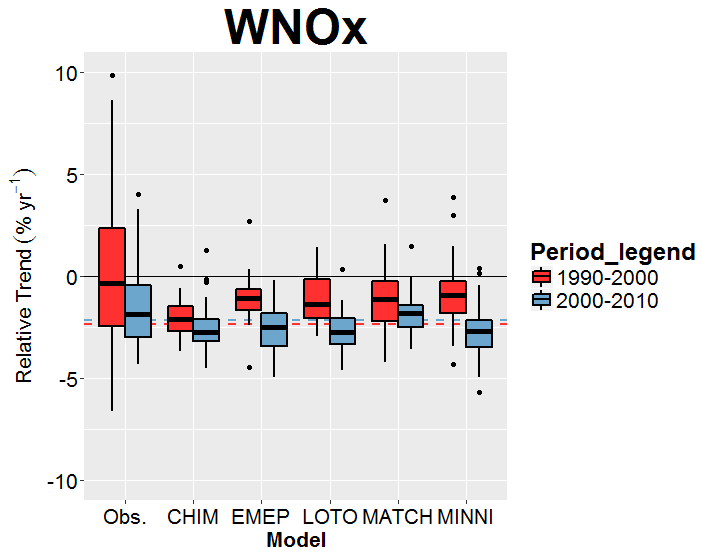 WNOx
Relative Trend (% yr⁻¹)
10
5
0
-5
-10
Obs. CHIM EMEP LOTO MATCH MINNI
Model
Period_legend
1990-2000
2000-2010